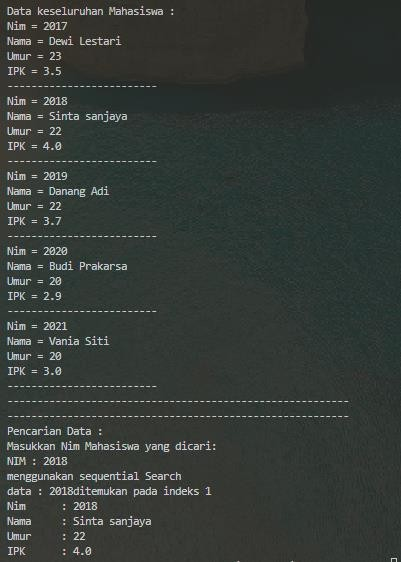 Data keseluruhan Mahasiswa :
Nim = 2017
Nama = Dewi Lestari
Umur = 23
IPK = 3.5
-------------------------
Nim = 2018
Nama = Sinta sanjaya
Umur = 22
IPK = 4.0
-------------------------
Nim = 2019
Nama = Danang Adi
Umur = 22
IPK = 3.7
-------------------------
Nim = 2020
Nama = Budi Prakarsa
Umur = 20
IPK = 2.9
-------------------------
Nim = 2021
Nama = Vania Siti
Umur = 20
IPK = 3.0
-------------------------
---------------------------------------------------------
---------------------------------------------------------
Pencarian Data :
Masukkan Nim Mahasiswa yang dicari:
NIM : 2018
menggunakan sequential Search
data : 2018ditemukan pada indeks 1
Nim      : 2018
Nama     : Sinta sanjaya
Umur     : 22
IPK      : 4.0